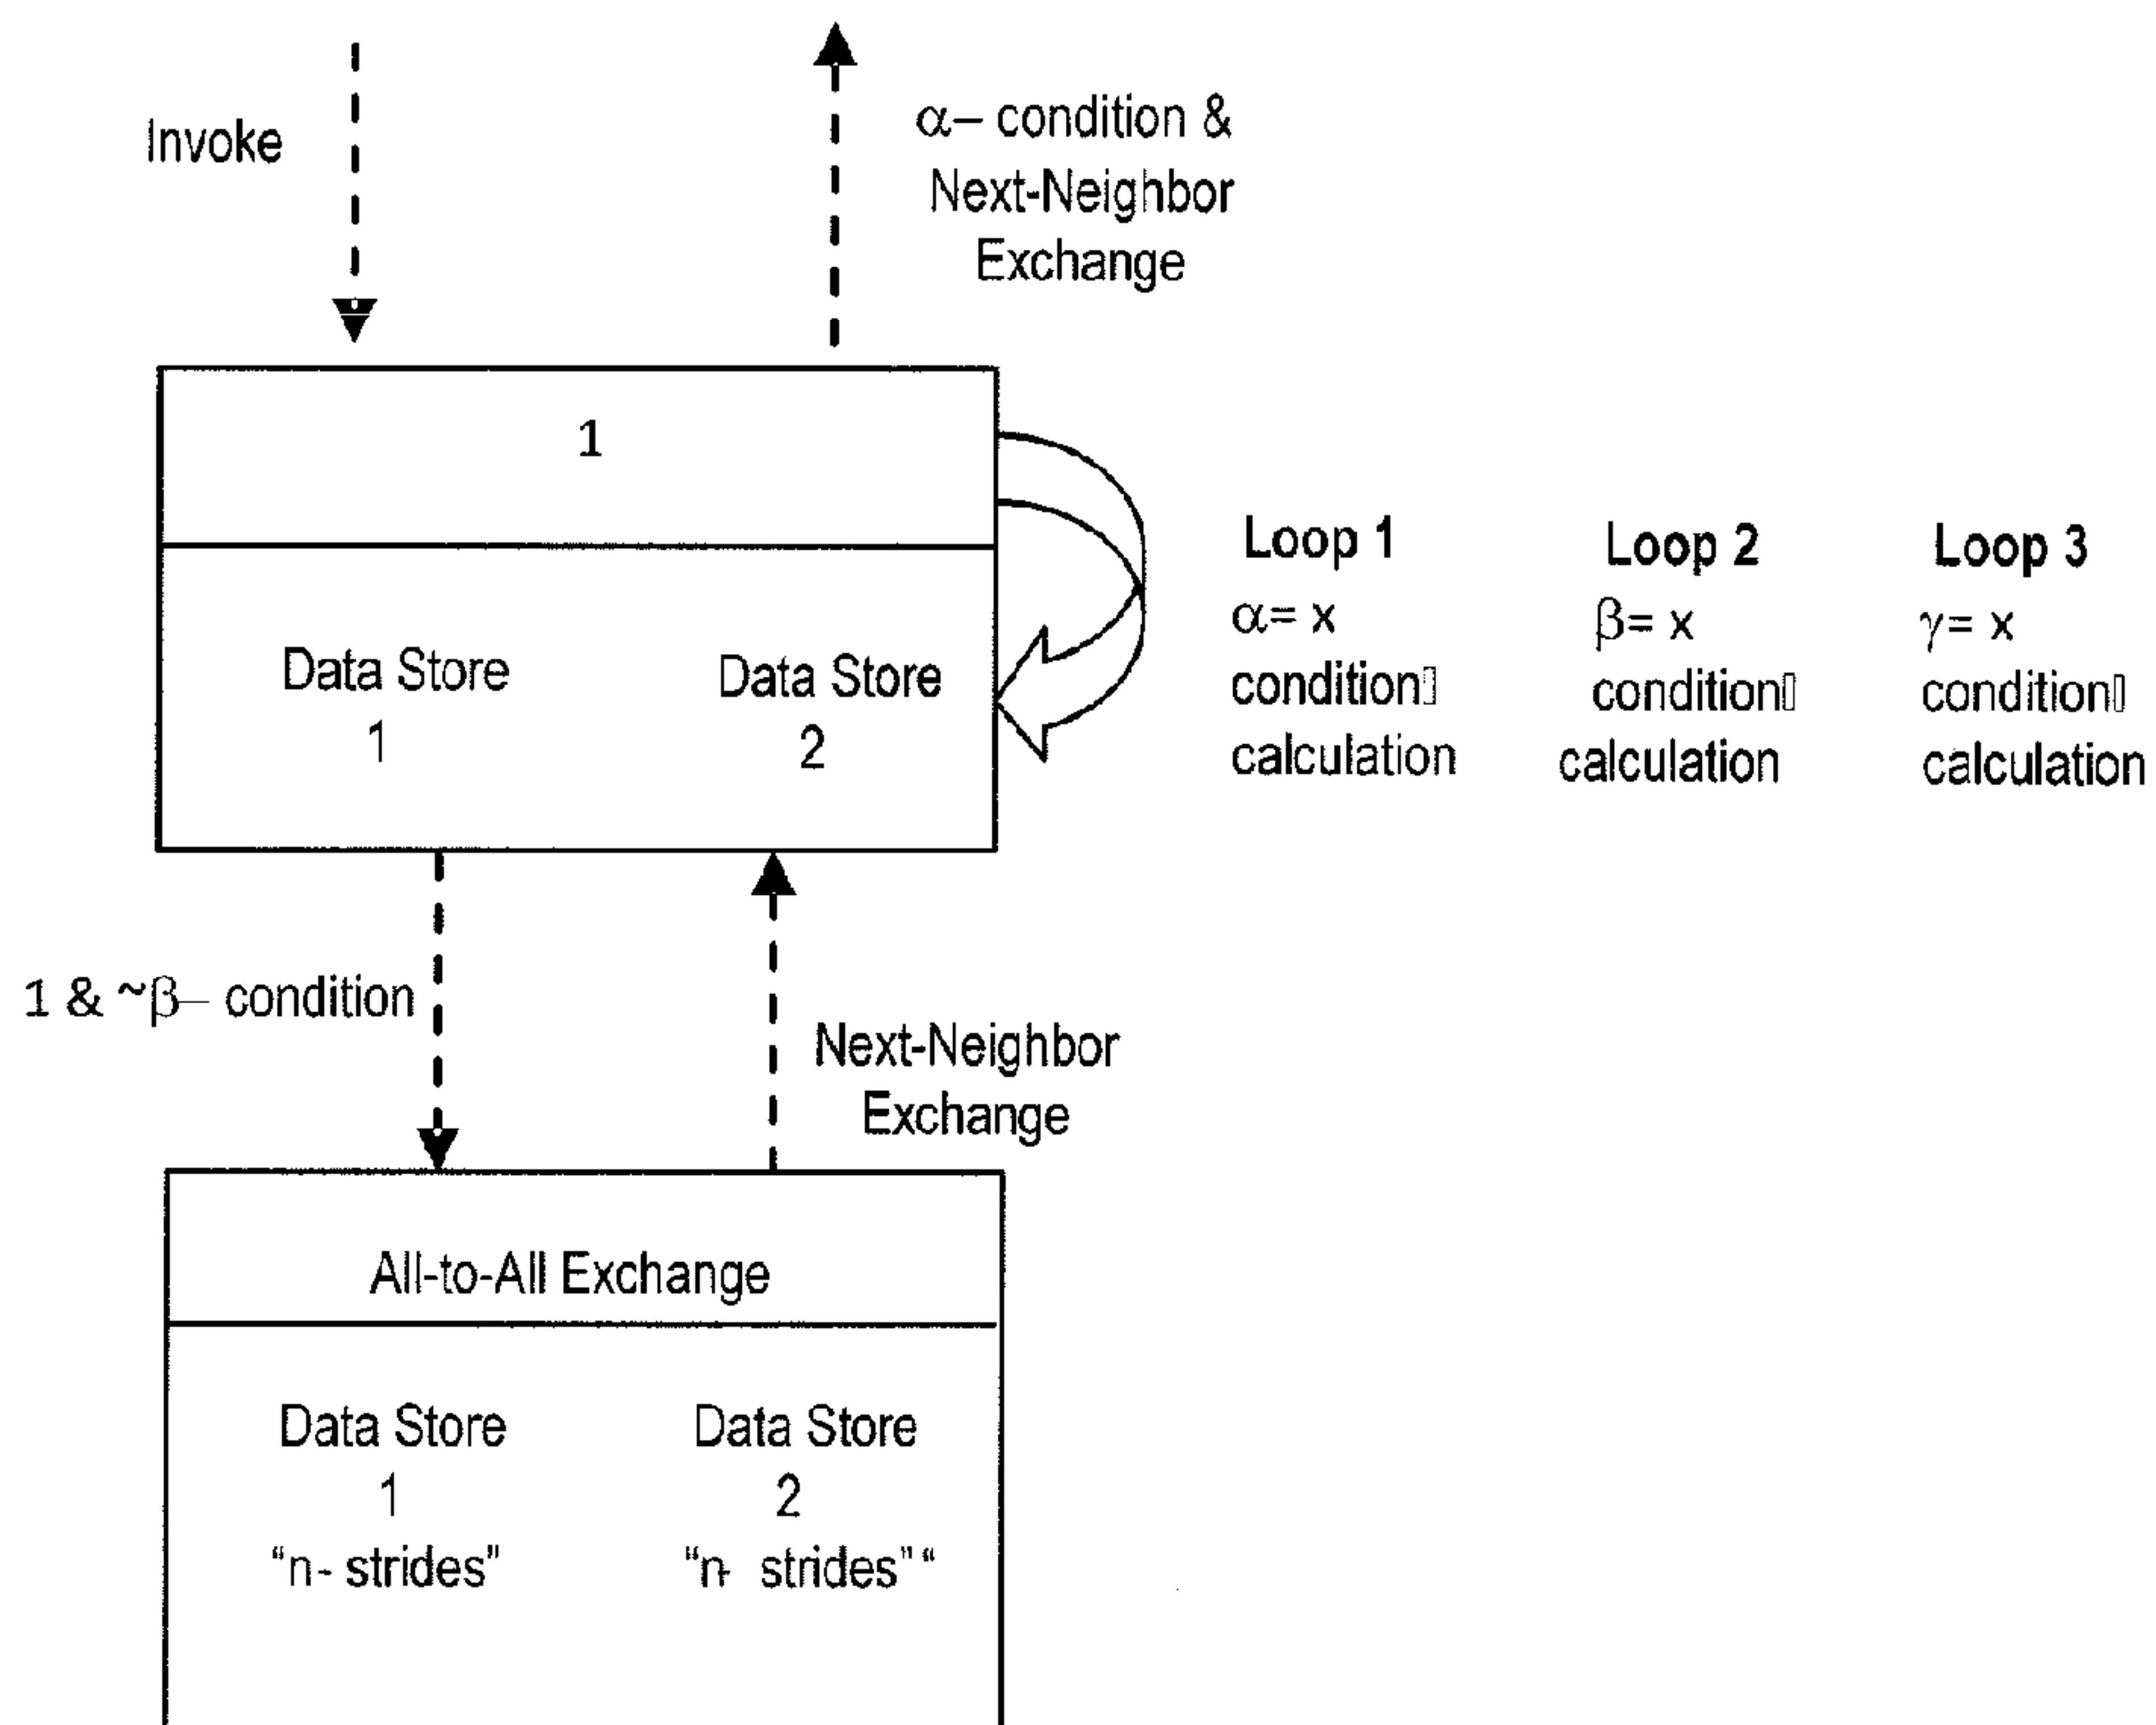 Invoke
α– condition &
Next-Neighbor
Exchange
1
Loop 1
α= x
condition
calculation
Loop 2
β= x
condition
calculation
Loop 3
γ= x
condition
calculation
Data Store
1
Data Store
2
1 & ~β– condition
Next-Neighbor
Exchange
All-to-All Exchange
Data Store
1
"n- strides"
Data Store
2
"n- strides" "